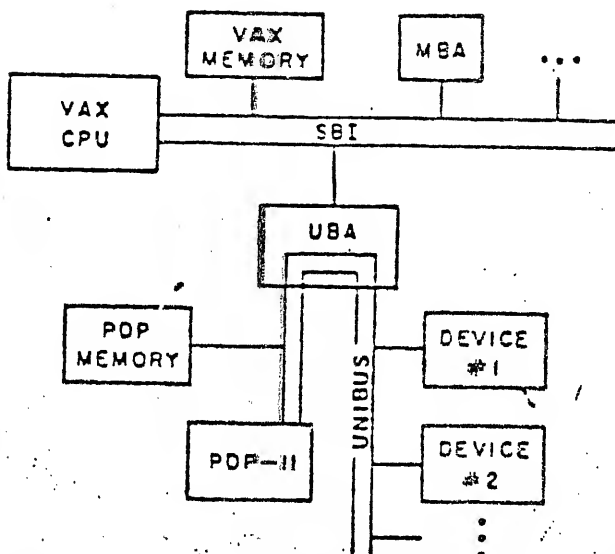 VAX
MEMORY
MBA
...
VAX
CPU
SBI
UBA
PDP
MEMORY
UNIBUS
DEVICE
#1
PDP-11
DEVICE
#2